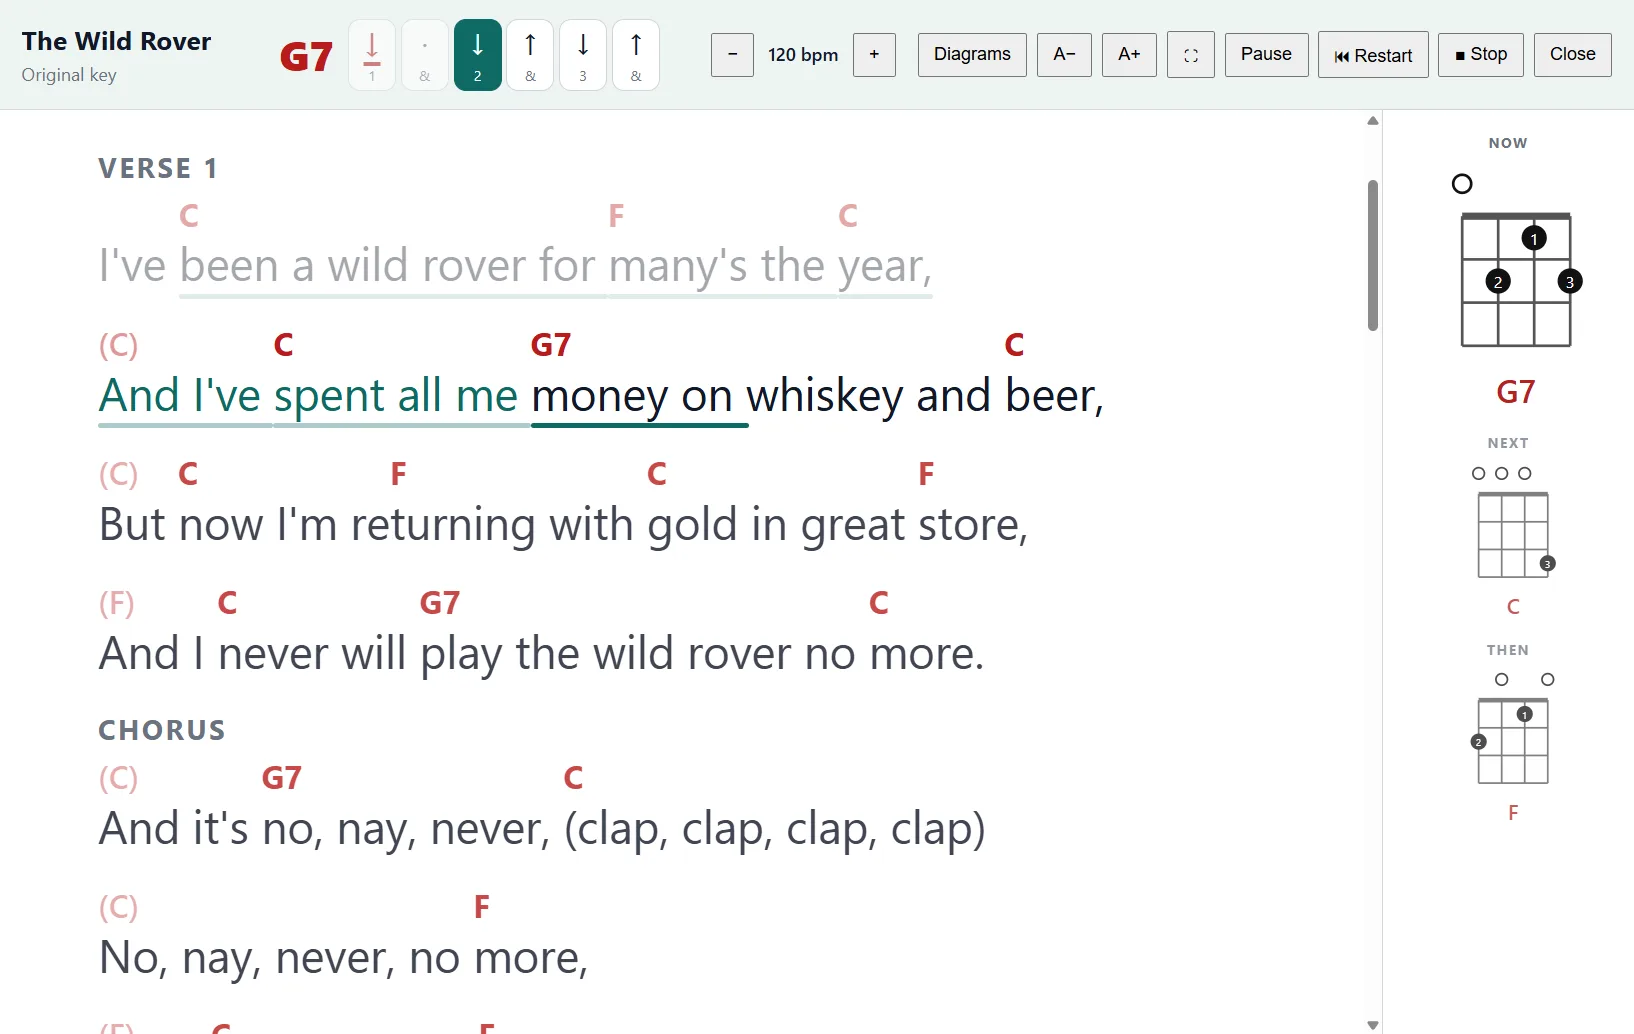 The Wild Rover
Original key
G7 ↓ · ↓ ↑ ↓ ↑
1 & 2 & 3 &
− 120 bpm + Diagrams A− A+ ⛶ Pause ⏮ Restart ■ Stop Close
VERSE 1
C F C
I've been a wild rover for many's the year,
(C) C G7 C
And I've spent all me money on whiskey and beer,
(C) C F C F
But now I'm returning with gold in great store,
(F) C G7 C
And I never will play the wild rover no more.
CHORUS
(C) G7 C
And it's no, nay, never, (clap, clap, clap, clap)
(C) F
No, nay, never, no more,
NOW
1
2 3
G7
NEXT
3
C
THEN
1
2
F